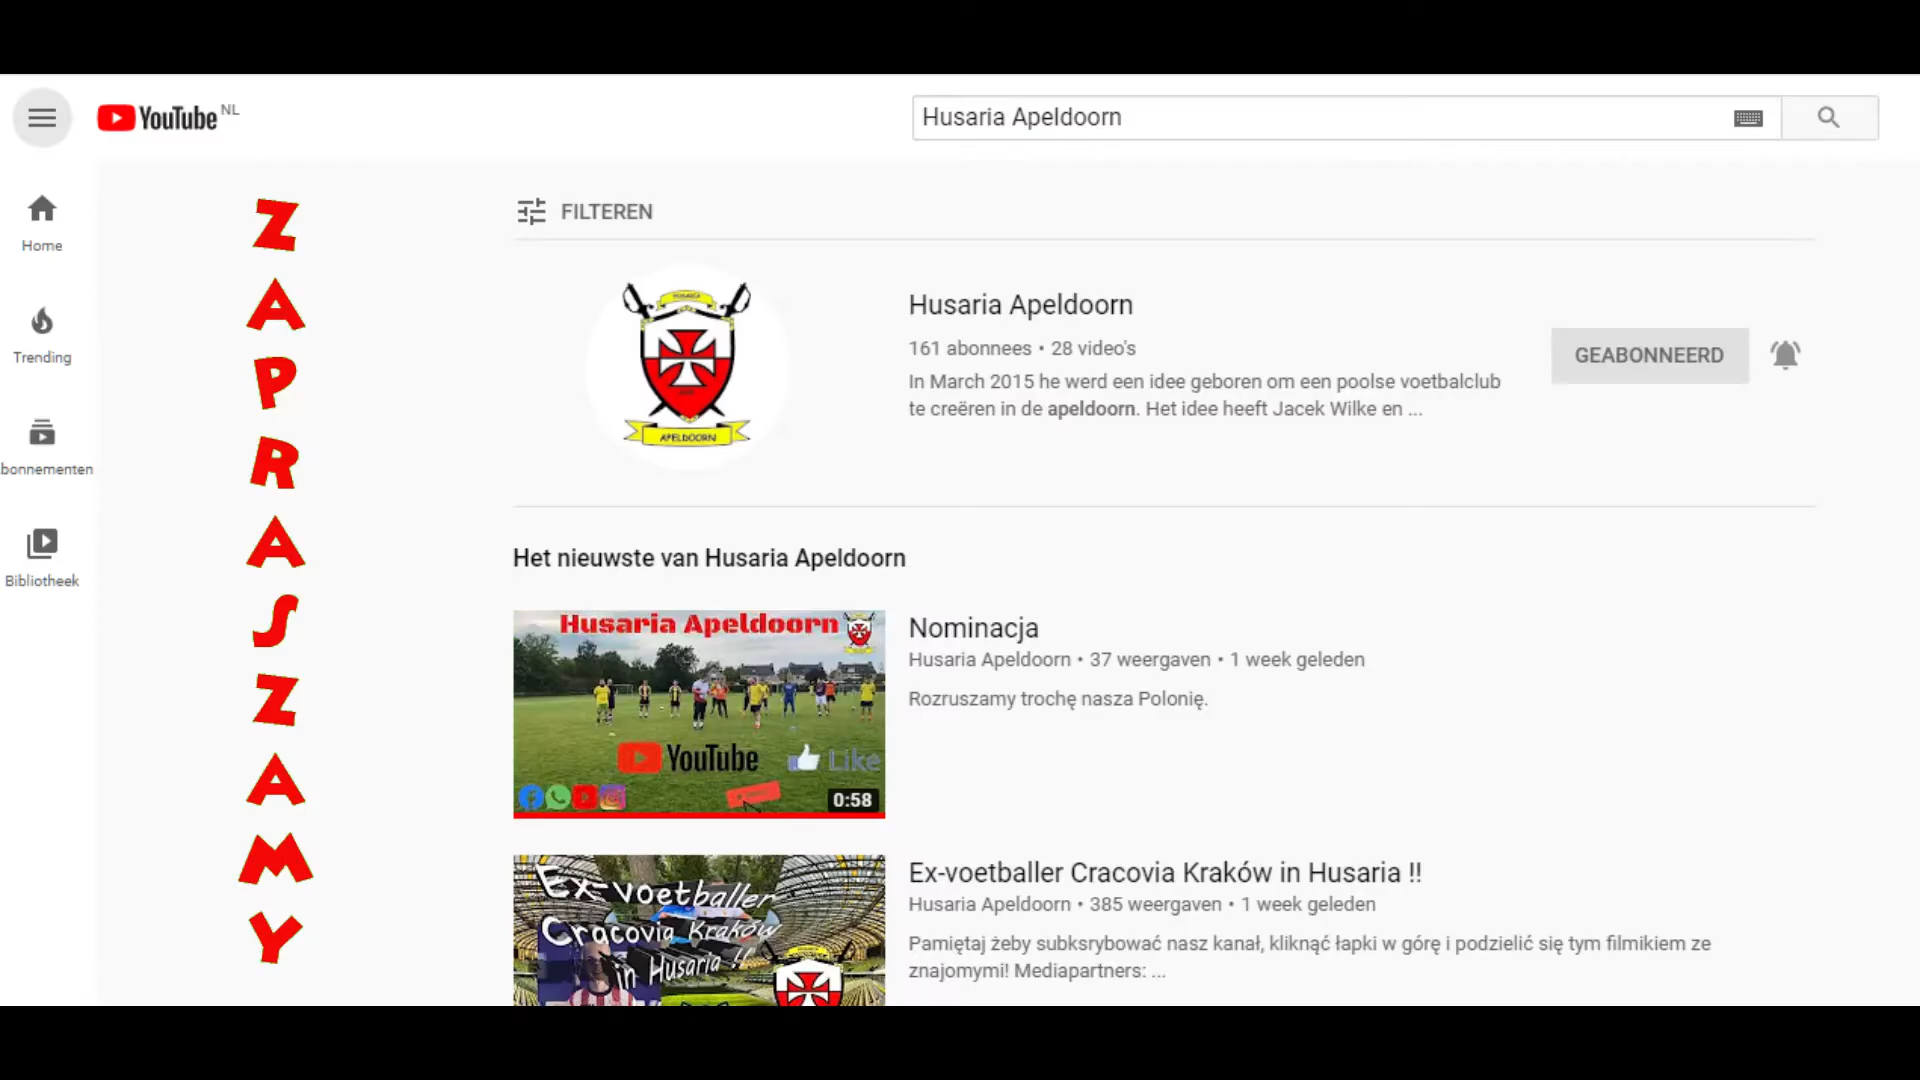 YouTube NL
Husaria Apeldoorn
Home
Trending
bonnementen
Bibliotheek
Z
A
P
R
A
S
Z
A
M
Y
FILTEREN
HUSARIA
APELDOORN
Husaria Apeldoorn
161 abonnees • 28 video's
In March 2015 he werd een idee geboren om een poolse voetbalclub
te creëren in de apeldoorn. Het idee heeft Jacek Wilke en ...
GEABONNEERD
Het nieuwste van Husaria Apeldoorn
Husaria Apeldoorn
YouTube Like
0:58
Nominacja
Husaria Apeldoorn • 37 weergaven • 1 week geleden
Rozruszamy trochę nasza Polonię.
Ex-voetballer
Cracovia Kraków
in Husaria !!
Ex-voetballer Cracovia Kraków in Husaria !!
Husaria Apeldoorn • 385 weergaven • 1 week geleden
Pamiętaj żeby subksrybować nasz kanał, kliknąć łapki w górę i podzielić się tym filmikiem ze
znajomymi! Mediapartners: ...